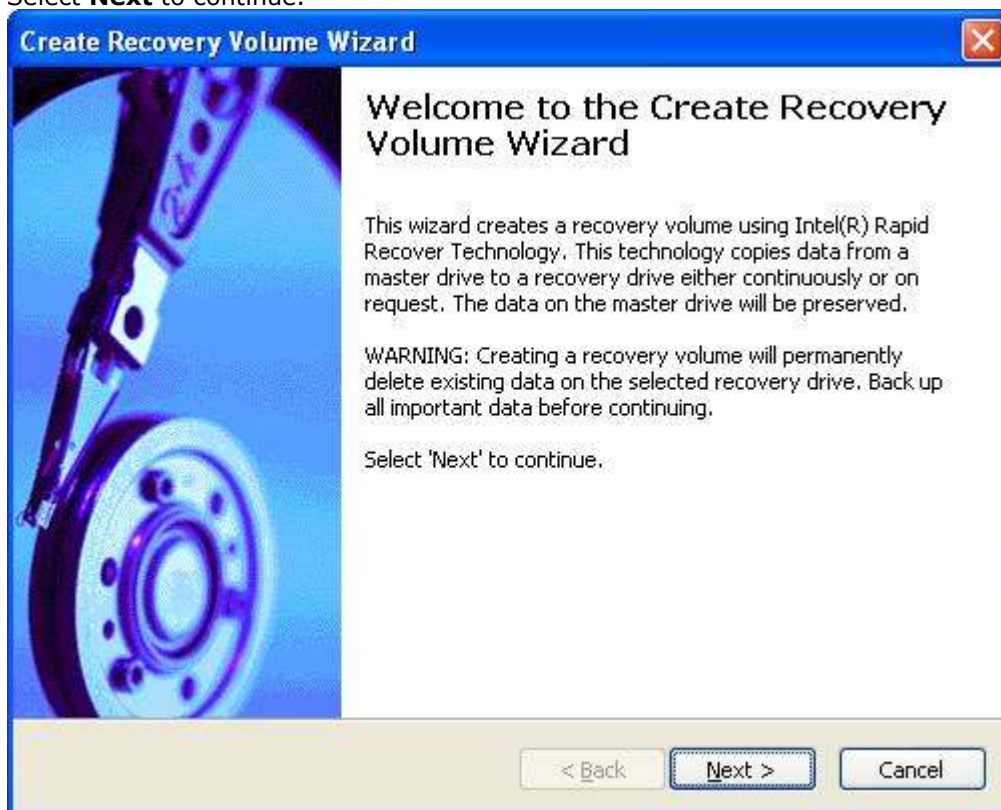 Select Next to continue.
Create Recovery Volume Wizard
Welcome to the Create Recovery
Volume Wizard
This wizard creates a recovery volume using Intel(R) Rapid
Recover Technology. This technology copies data from a
master drive to a recovery drive either continuously or on
request. The data on the master drive will be preserved.
WARNING: Creating a recovery volume will permanently
delete existing data on the selected recovery drive. Back up
all important data before continuing.
Select 'Next' to continue.
< Back
Next >
Cancel